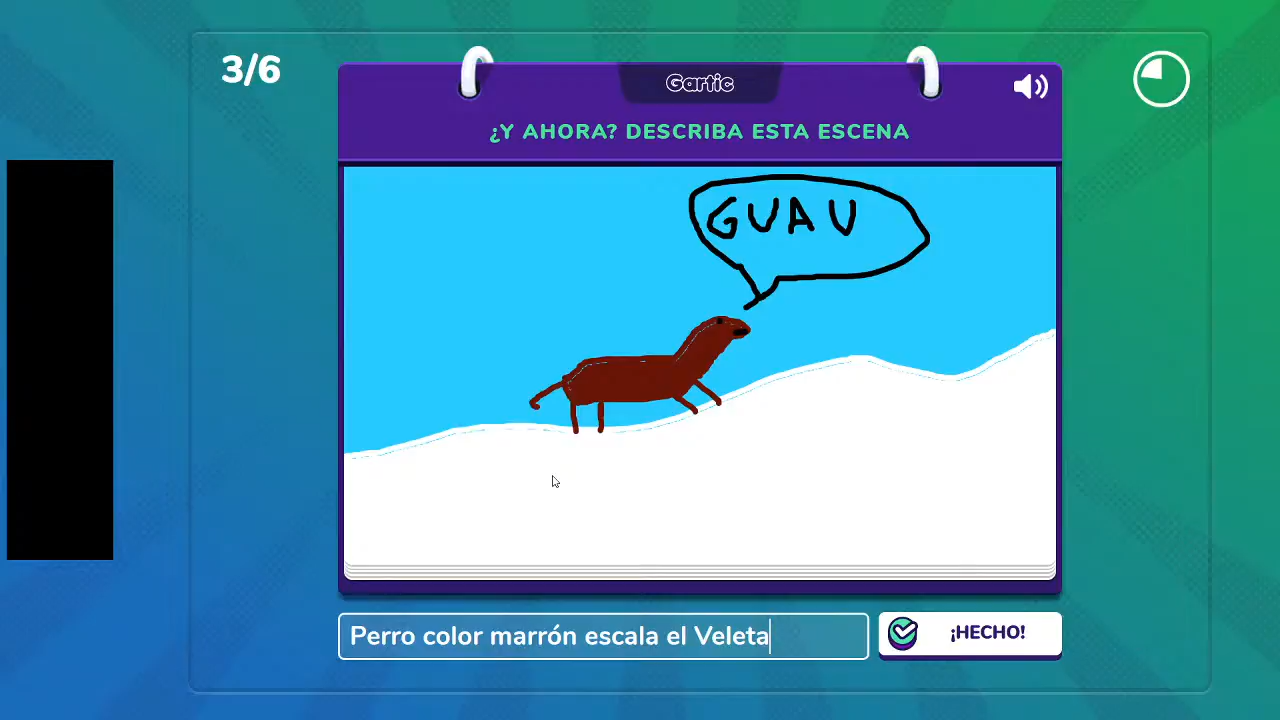 3/6
Gartic
¿Y AHORA? DESCRIBA ESTA ESCENA
GUAU
Perro color marrón escala el Veleta
¡HECHO!